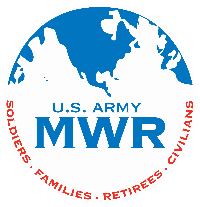 U.S. ARMY
MWR
SOLDIERS · FAMILIES · RETIREES · CIVILIANS